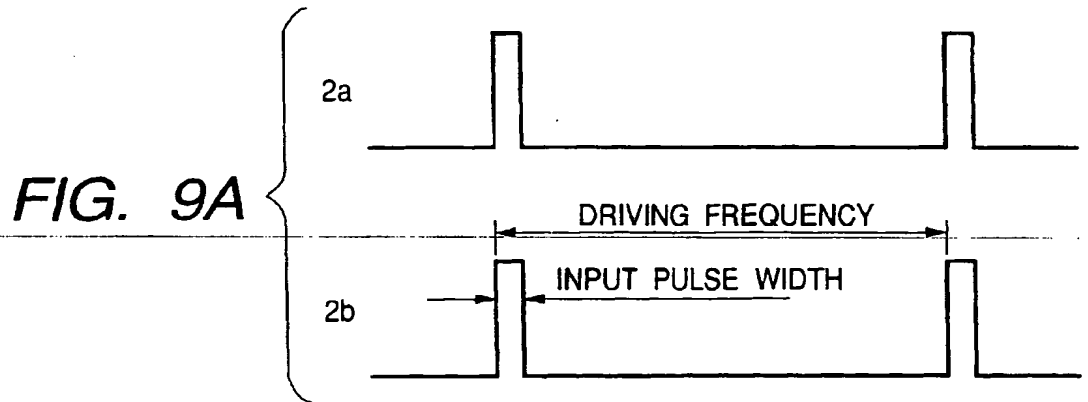 2a
FIG. 9A
DRIVING FREQUENCY
INPUT PULSE WIDTH
2b